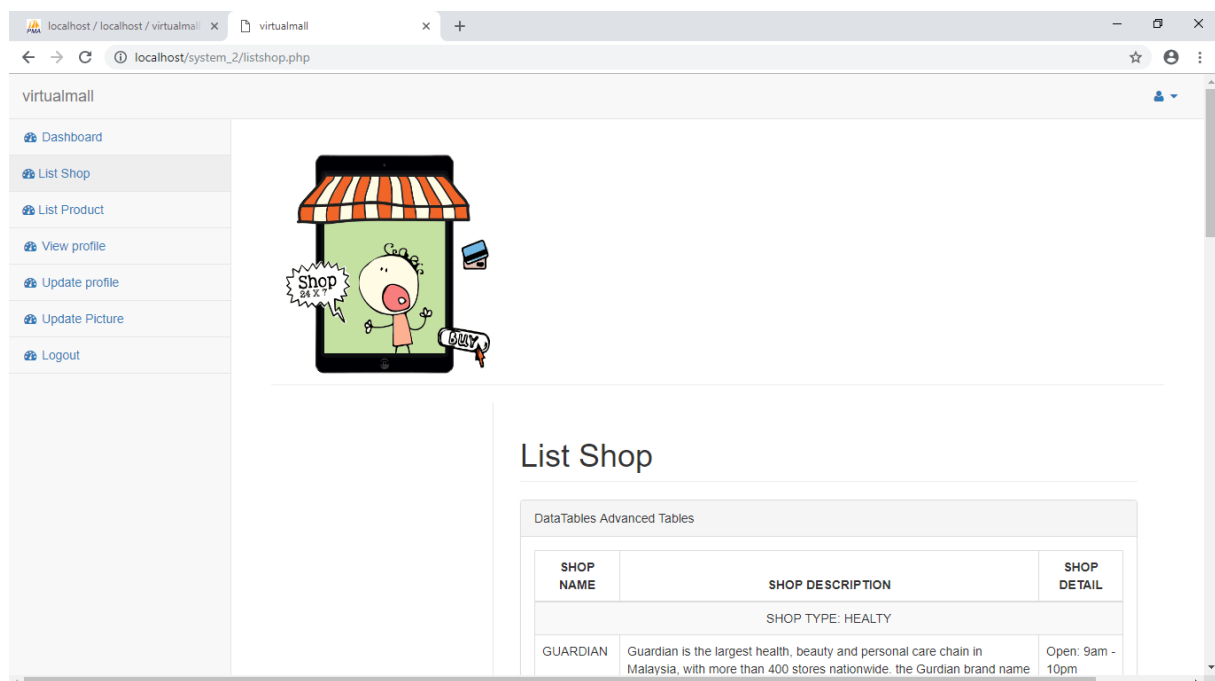 PMA localhost / localhost / virtualmall
virtualmall
localhost/system_2/listshop.php
virtualmall
Dashboard
List Shop
List Product
View profile
Update profile
Update Picture
Logout
Shop
24 X 7
BUY
List Shop
DataTables Advanced Tables
SHOP NAME
SHOP DESCRIPTION
SHOP DETAIL
SHOP TYPE: HEALTY
GUARDIAN
Guardian is the largest health, beauty and personal care chain in
Malaysia, with more than 400 stores nationwide. the Gurdian brand name
Open: 9am -
10pm